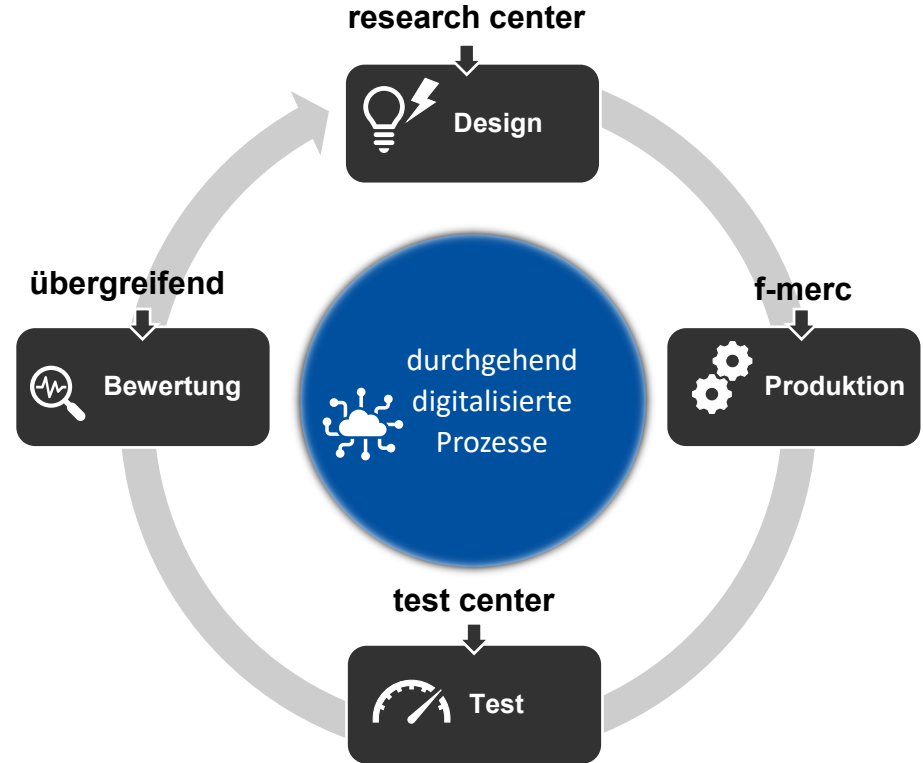 research center
Design
übergreifend
f-merc
Bewertung
durchgehend
digitalisierte
Prozesse
Produktion
test center
Test